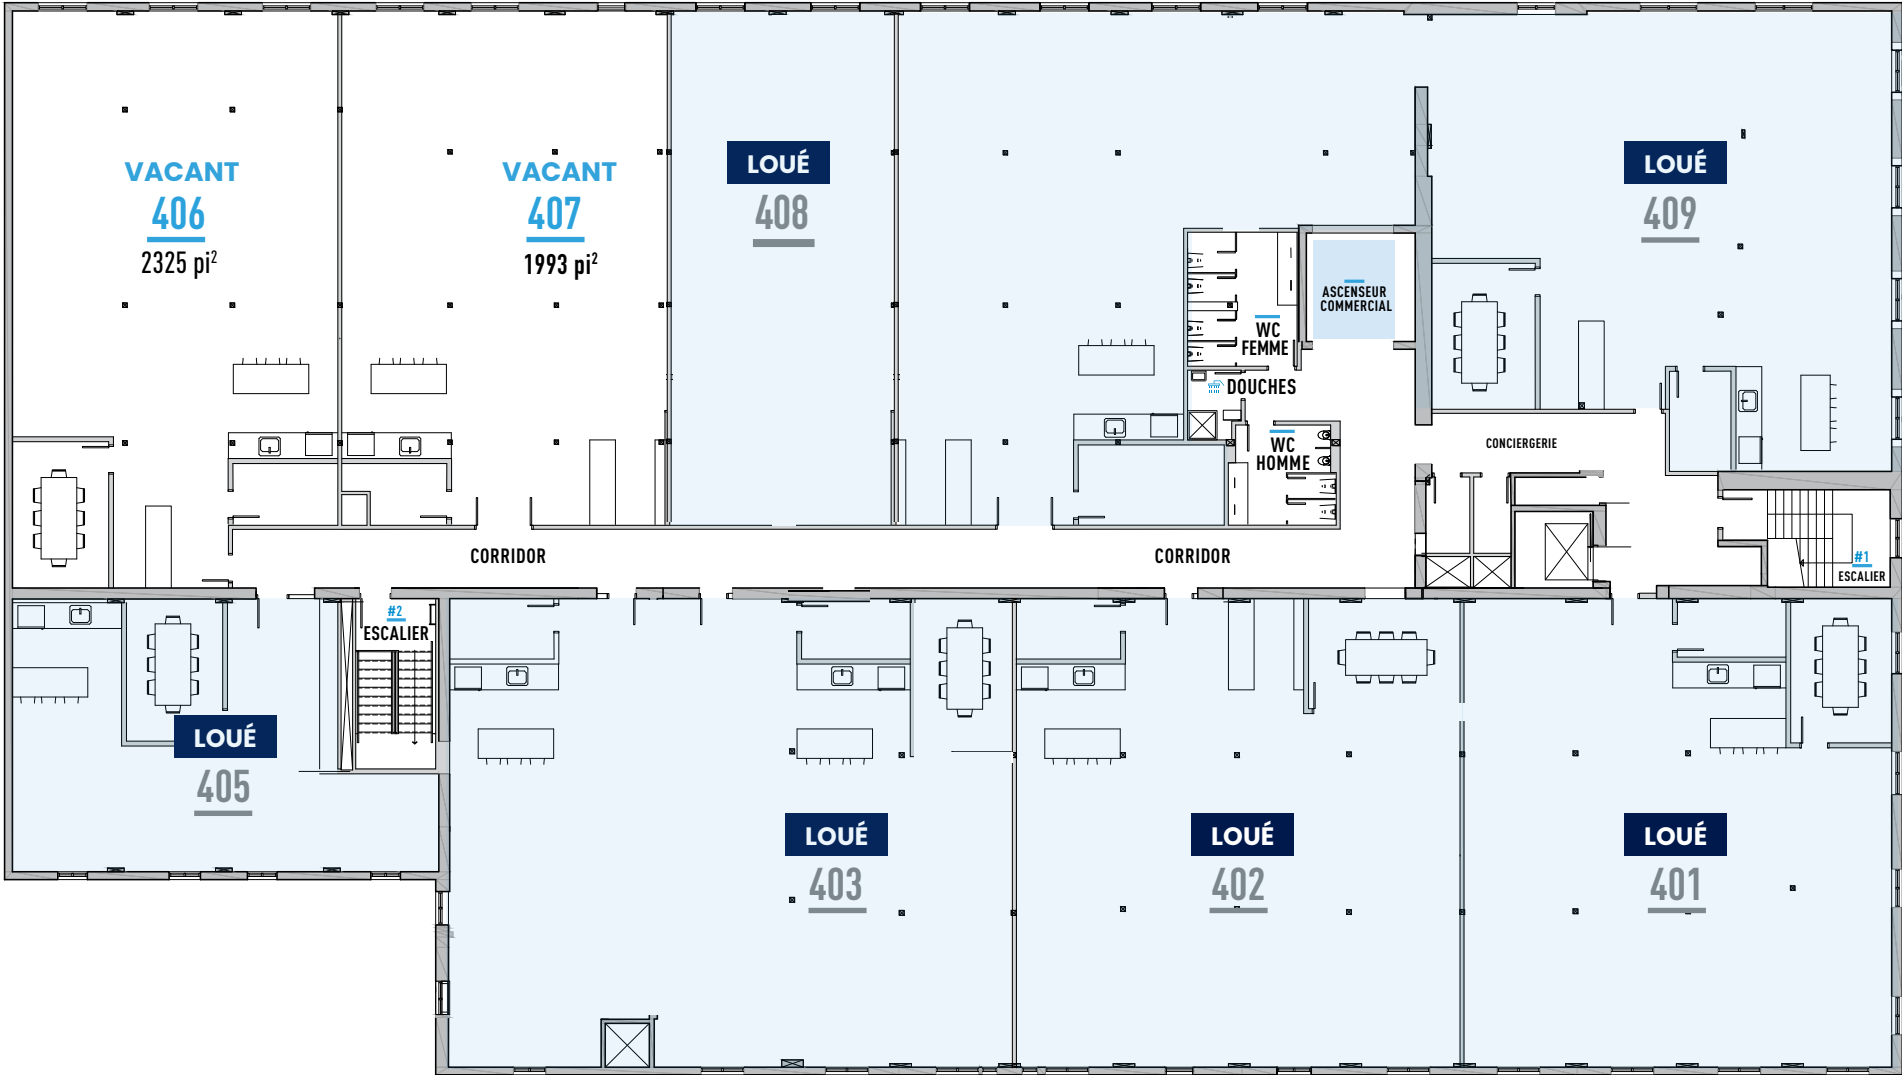 VACANT
406
2325 pi²
VACANT
407
1993 pi²
LOUÉ
408
LOUÉ
409
ASCENSEUR
COMMERCIAL
WC
FEMME
DOUCHES
WC
HOMME
CONCIERGERIE
CORRIDOR
CORRIDOR
#1
ESCALIER
#2
ESCALIER
LOUÉ
405
LOUÉ
403
LOUÉ
402
LOUÉ
401